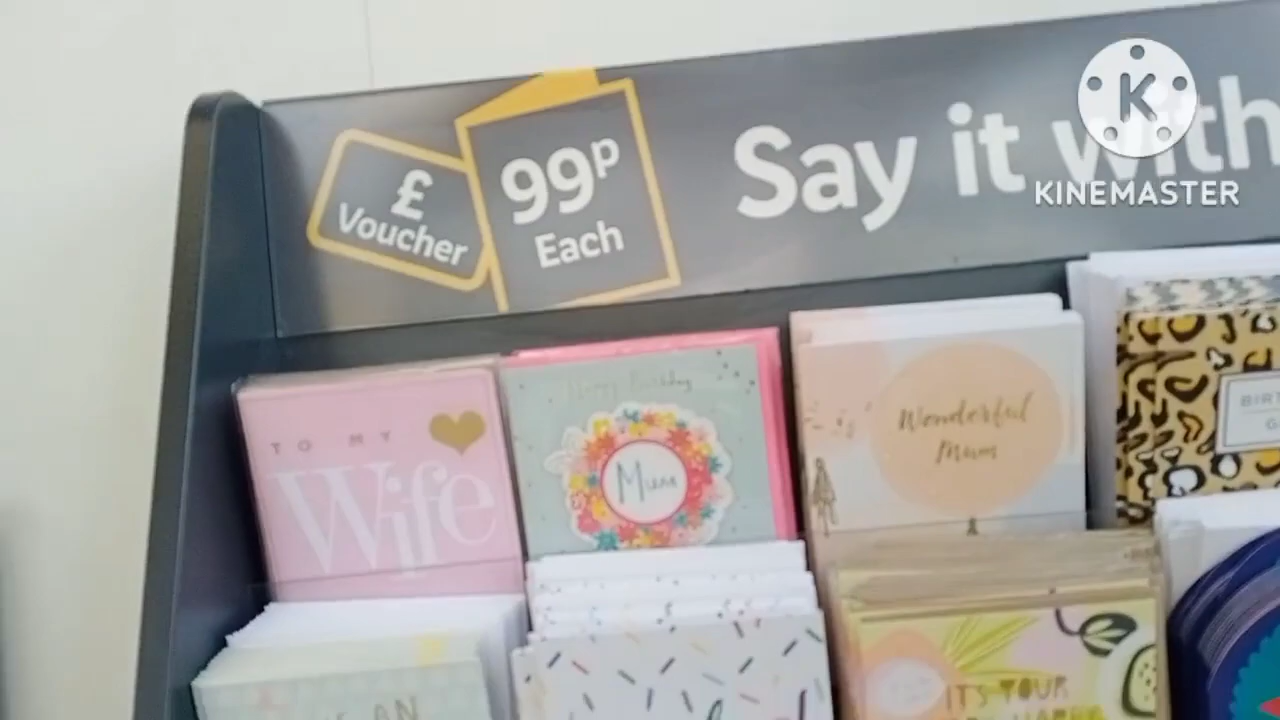 £
Voucher
99p
Each
Say it with
K
KINEMASTER
TO MY
Wife
Happy Birthday
Mum
Wonderful
Mum
IT'S YOUR